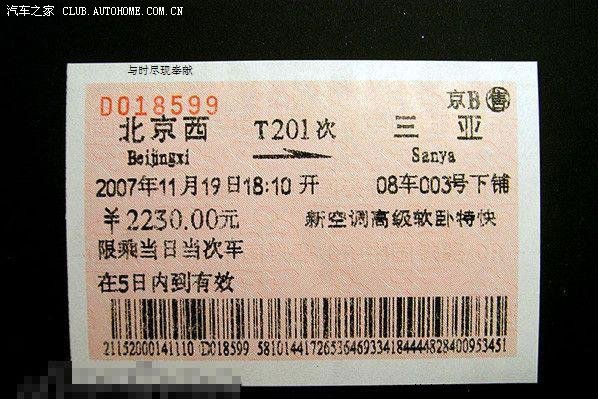 汽车之家 CLUB.AUTOHOME.COM.CN
与时尽现奉献
D018599 京B 售
北京西 T201次 三亚
Beijingxi Sanya
2007年11月19日18:10开 08车003号下铺
￥2230.00元 新空调高级软卧特快
限乘当日当次车
在5日内到有效
21152000141110 D018599 58101441726536469334184444828400953451